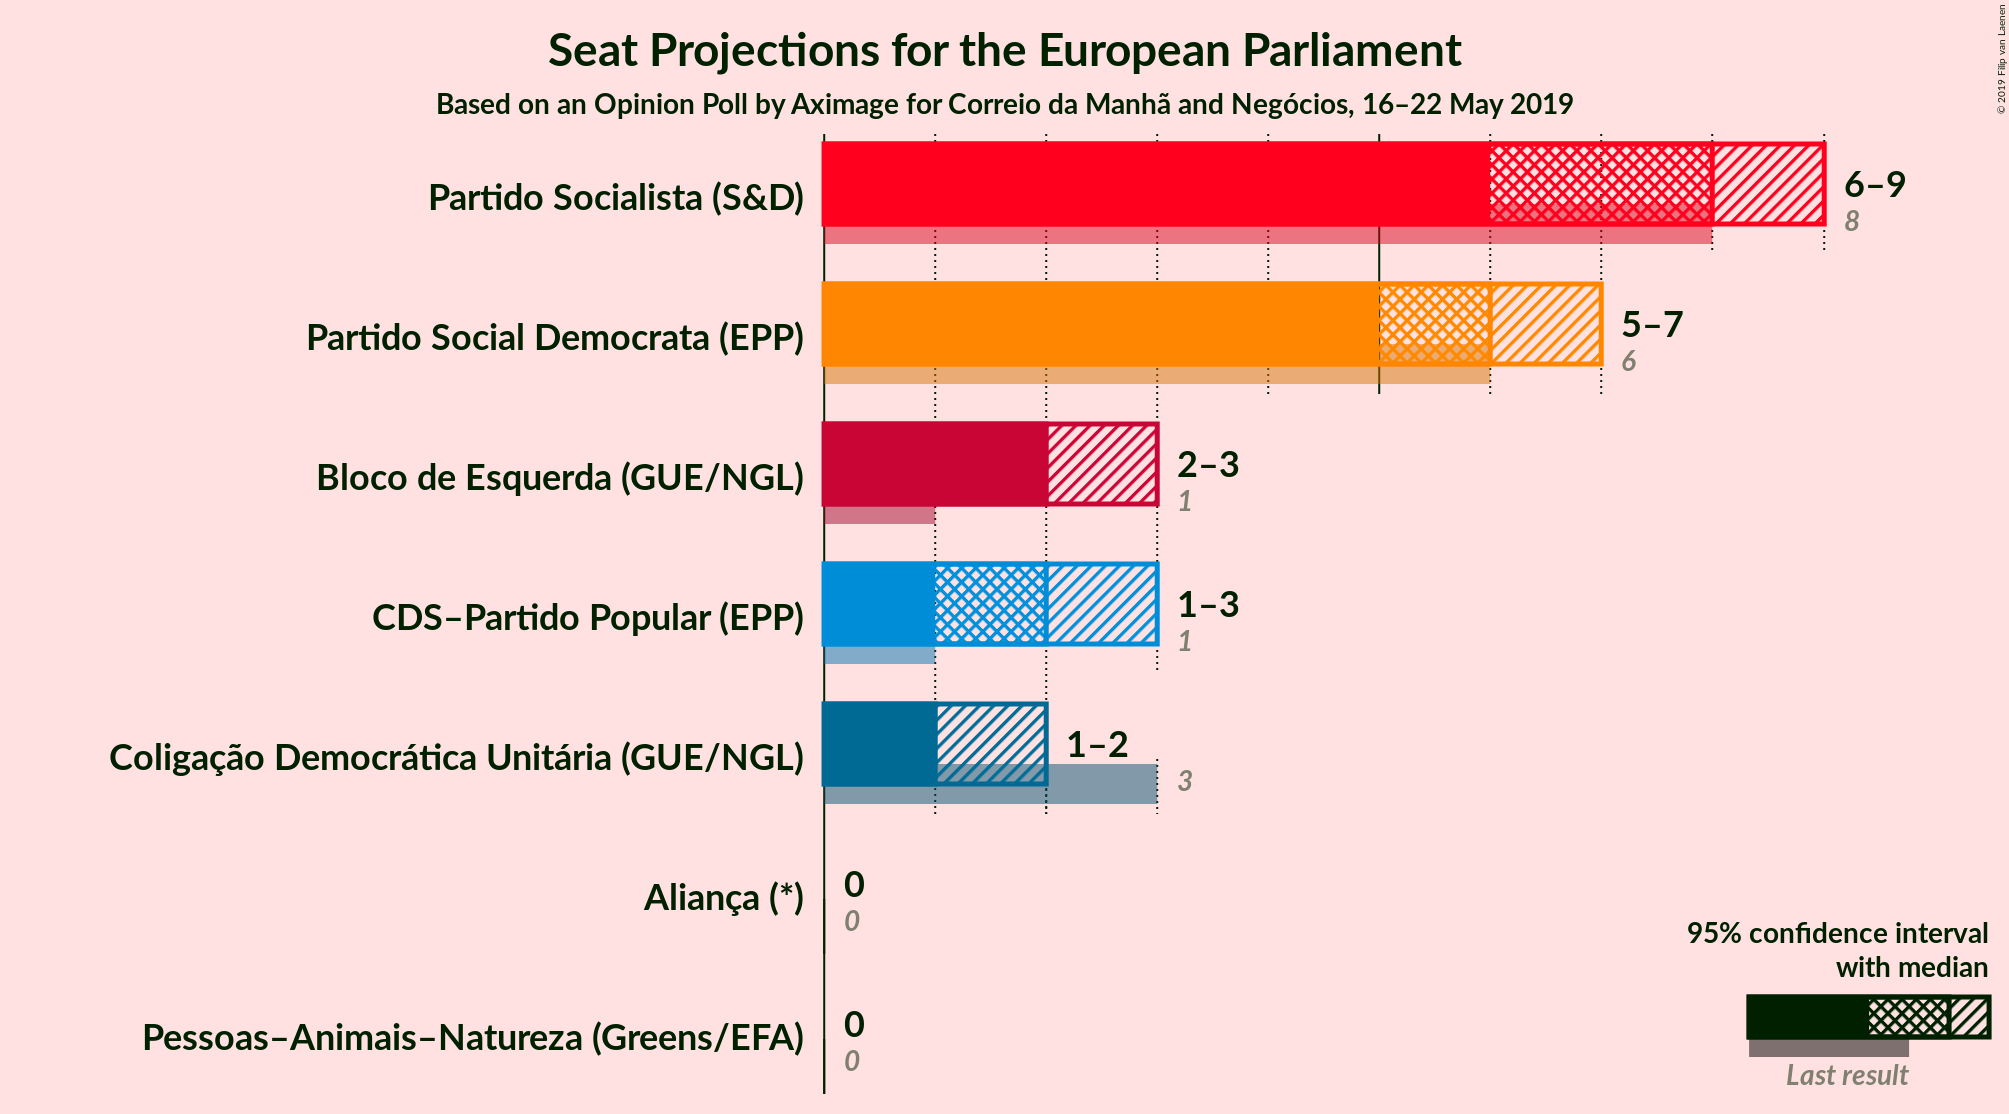 Seat Projections for the European Parliament
Based on an Opinion Poll by Aximage for Correio da Manhã and Negócios, 16–22 May 2019
© 2019 Filip van Laenen
Partido Socialista (S&D)
6–9
8
Partido Social Democrata (EPP)
5–7
6
Bloco de Esquerda (GUE/NGL)
2–3
1
CDS–Partido Popular (EPP)
1–3
1
Coligação Democrática Unitária (GUE/NGL)
1–2
3
Aliança (*)
0
0
Pessoas–Animais–Natureza (Greens/EFA)
0
0
95% confidence interval
with median
Last result